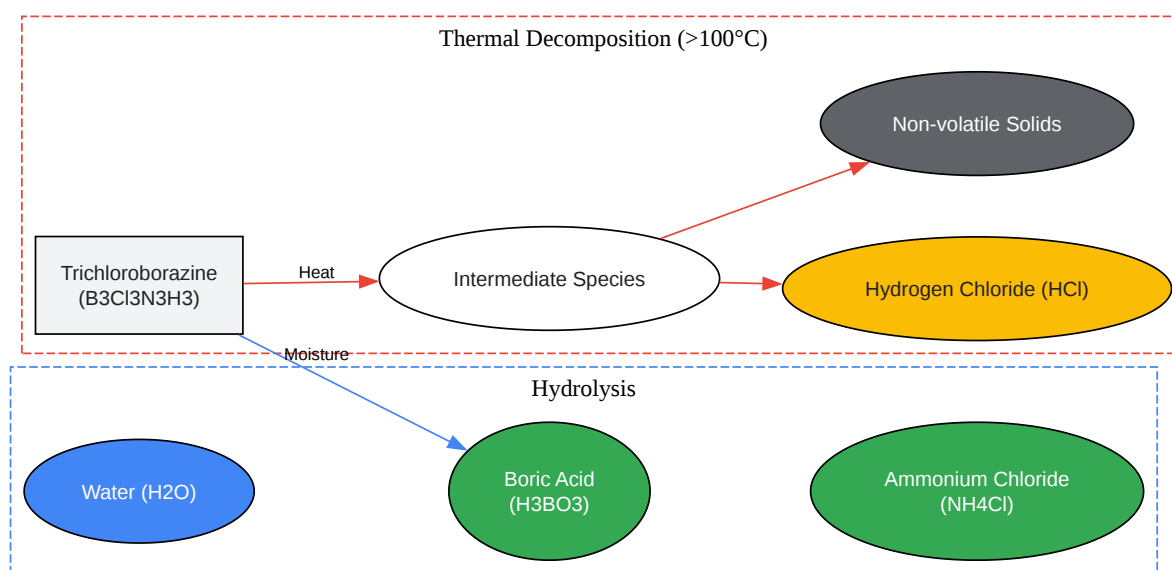 Thermal Decomposition (>100°C)
Non-volatile Solids
Trichloroborazine
(B3Cl3N3H3)
Heat
Intermediate Species
Hydrogen Chloride (HCl)
Moisture
Hydrolysis
Water (H2O)
Boric Acid
(H3BO3)
Ammonium Chloride
(NH4Cl)